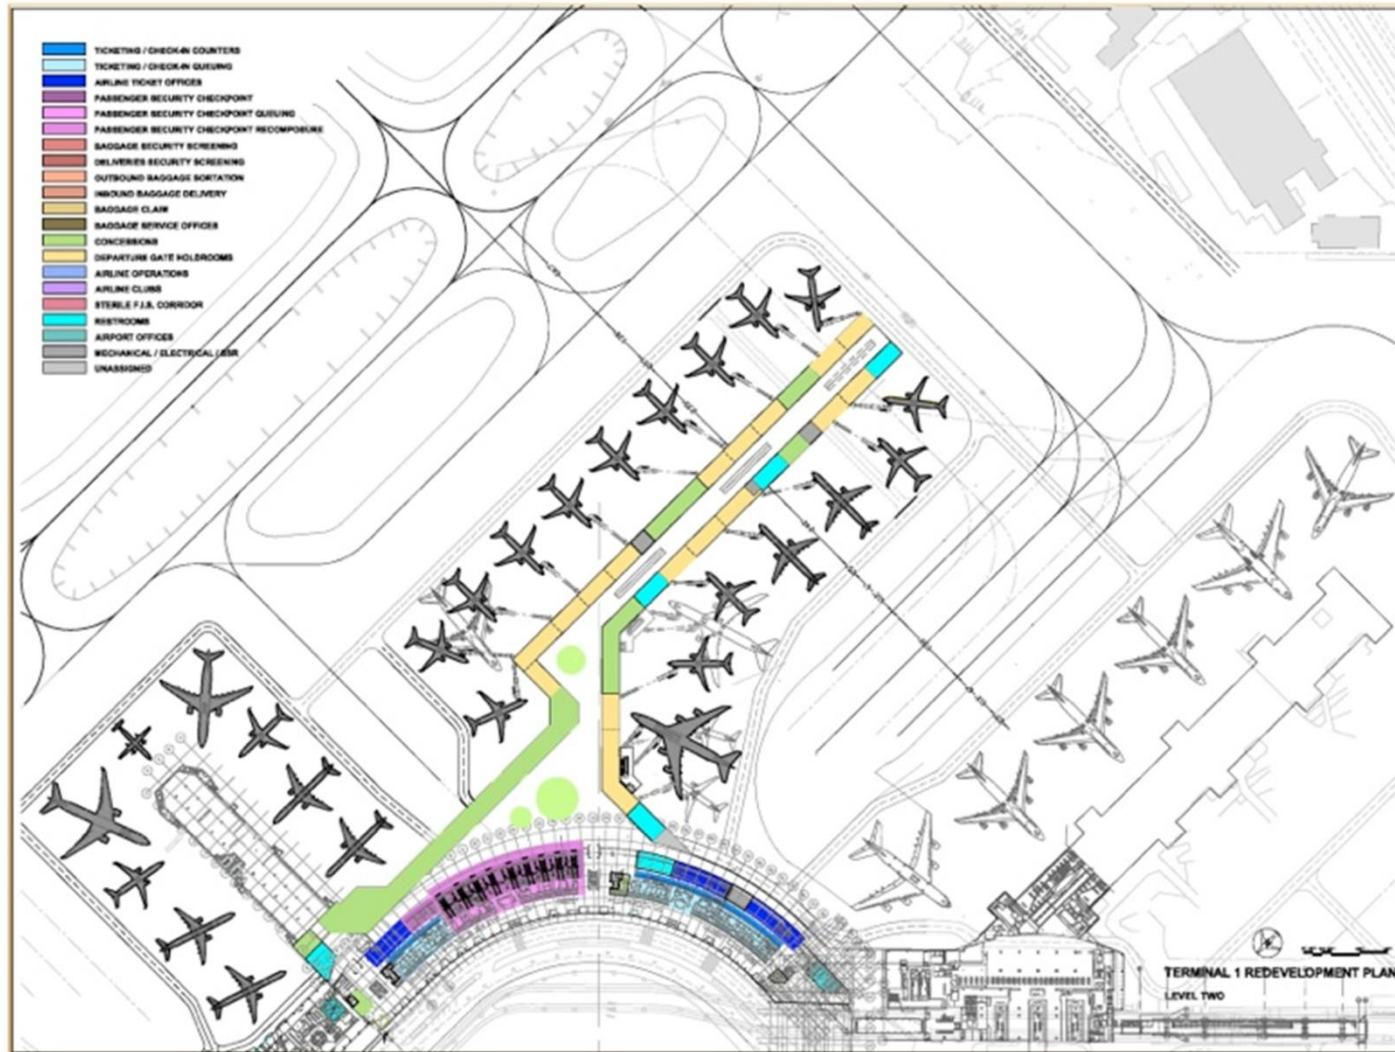 TICKETING / CHECK-IN COUNTERS
TICKETING / CHECK-IN QUEUING
AIRLINE TICKET OFFICES
PASSENGER SECURITY CHECKPOINT
PASSENGER SECURITY CHECKPOINT QUEUING
PASSENGER SECURITY CHECKPOINT RECOMPOSURE
BAGGAGE SECURITY SCREENING
DELIVERIES SECURITY SCREENING
OUTBOUND BAGGAGE SORTATION
INBOUND BAGGAGE DELIVERY
BAGGAGE CLAIM
BAGGAGE SERVICE OFFICES
CONCESSIONS
DEPARTURE GATE HOLDROOMS
AIRLINE OPERATIONS
AIRLINE CLUBS
STERILE F.I.S. CORRIDOR
RESTROOMS
AIRPORT OFFICES
MECHANICAL / ELECTRICAL /
UNASSIGNED
TERMINAL 1 REDEVELOPMENT PLAN
LEVEL TWO